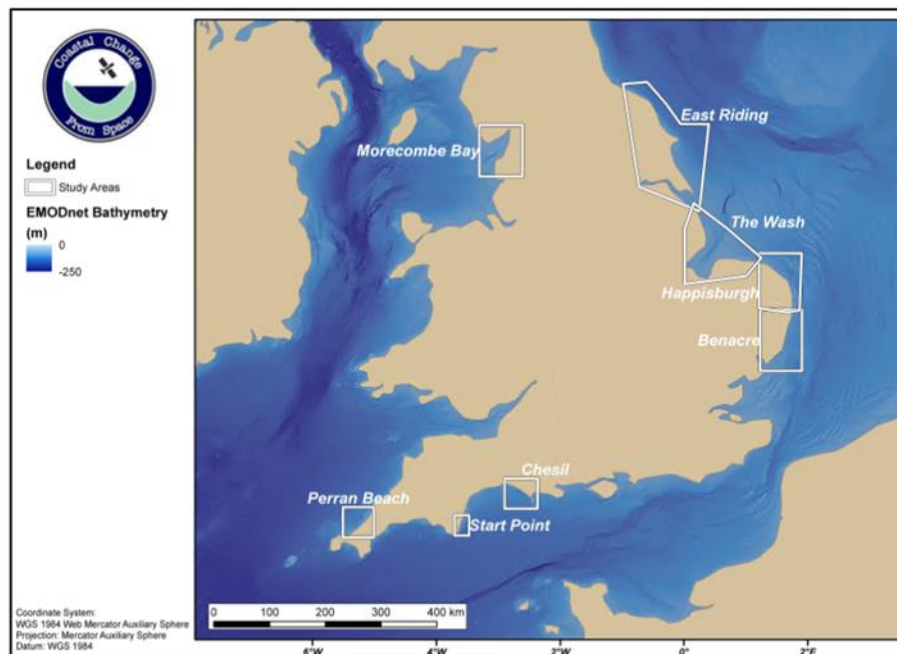 Coastal Change
From Space
Legend
Study Areas
EMODnet Bathymetry
(m)
0
-250
East Riding
Morecombe Bay
The Wash
Happisburgh
Benacre
Chesil
Perran Beach
Start Point
0 100 200 300 400 km
Coordinate System:
WGS 1984 Web Mercator Auxiliary Sphere
Projection: Mercator Auxiliary Sphere
Datum: WGS 1984
6°W 4°W 2°W 0° 2°E